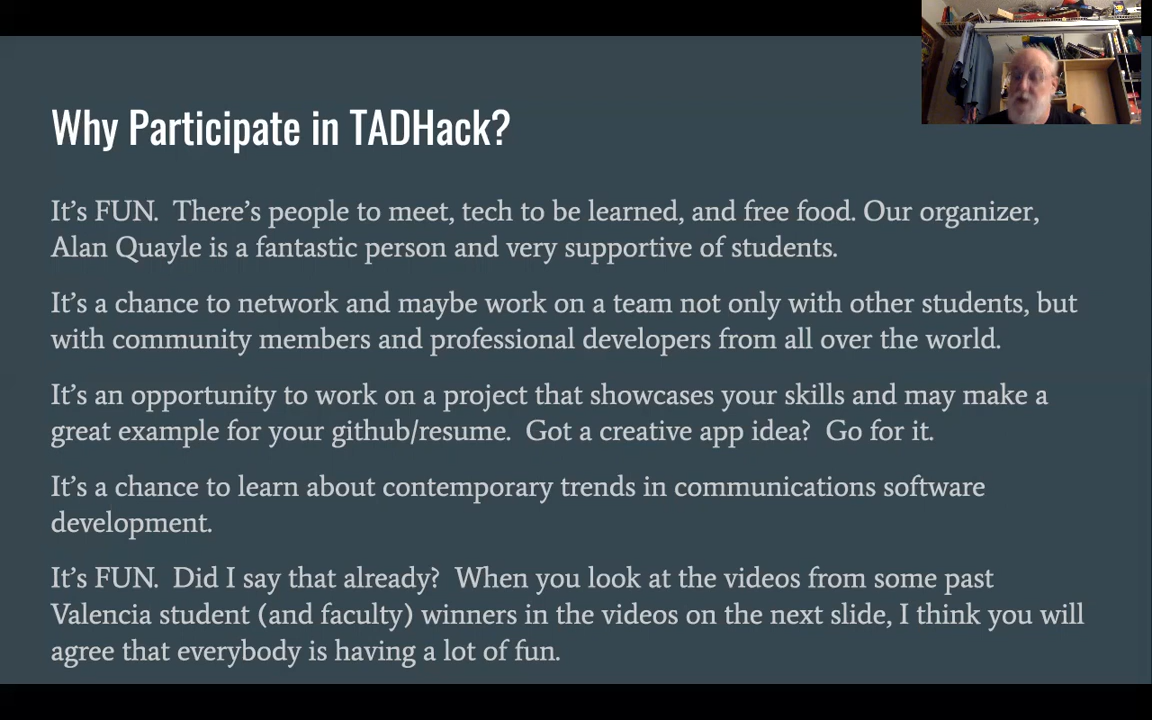 Why Participate in TADHack?
It's FUN.  There's people to meet, tech to be learned, and free food. Our organizer,
Alan Quayle is a fantastic person and very supportive of students.
It's a chance to network and maybe work on a team not only with other students, but
with community members and professional developers from all over the world.
It's an opportunity to work on a project that showcases your skills and may make a
great example for your github/resume.  Got a creative app idea?  Go for it.
It's a chance to learn about contemporary trends in communications software
development.
It's FUN.  Did I say that already?  When you look at the videos from some past
Valencia student (and faculty) winners in the videos on the next slide, I think you will
agree that everybody is having a lot of fun.